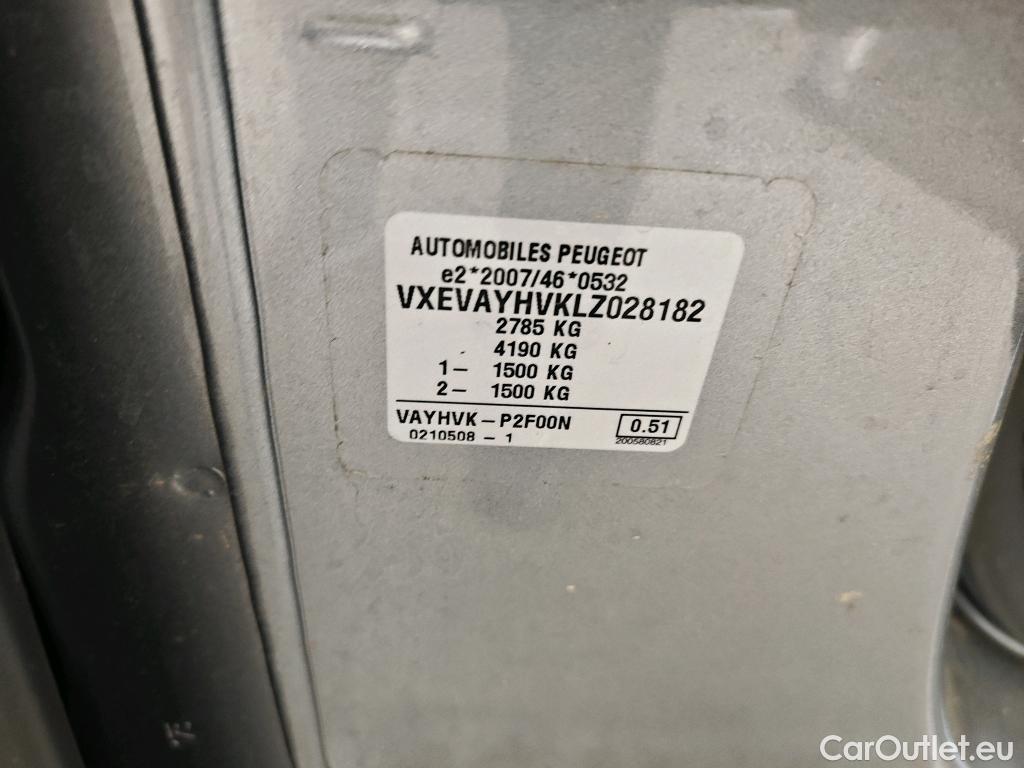 AUTOMOBILES PEUGEOT
e2*2007/46*0532
VXEVAYHVKLZ028182
2785 KG
4190 KG
1- 1500 KG
2- 1500 KG
VAYHVK-P2F00N 0.51
0210508 - 1 200580821
CarOutlet.eu